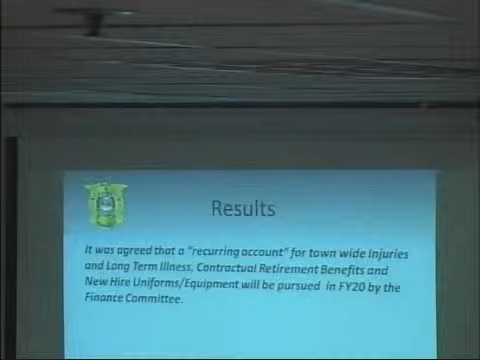 Results
It was agreed that a "recurring account" for town wide Injuries
and Long Term Illness, Contractual Retirement Benefits and
New Hire Uniforms/Equipment will be pursued in FY20 by the
Finance Committee.